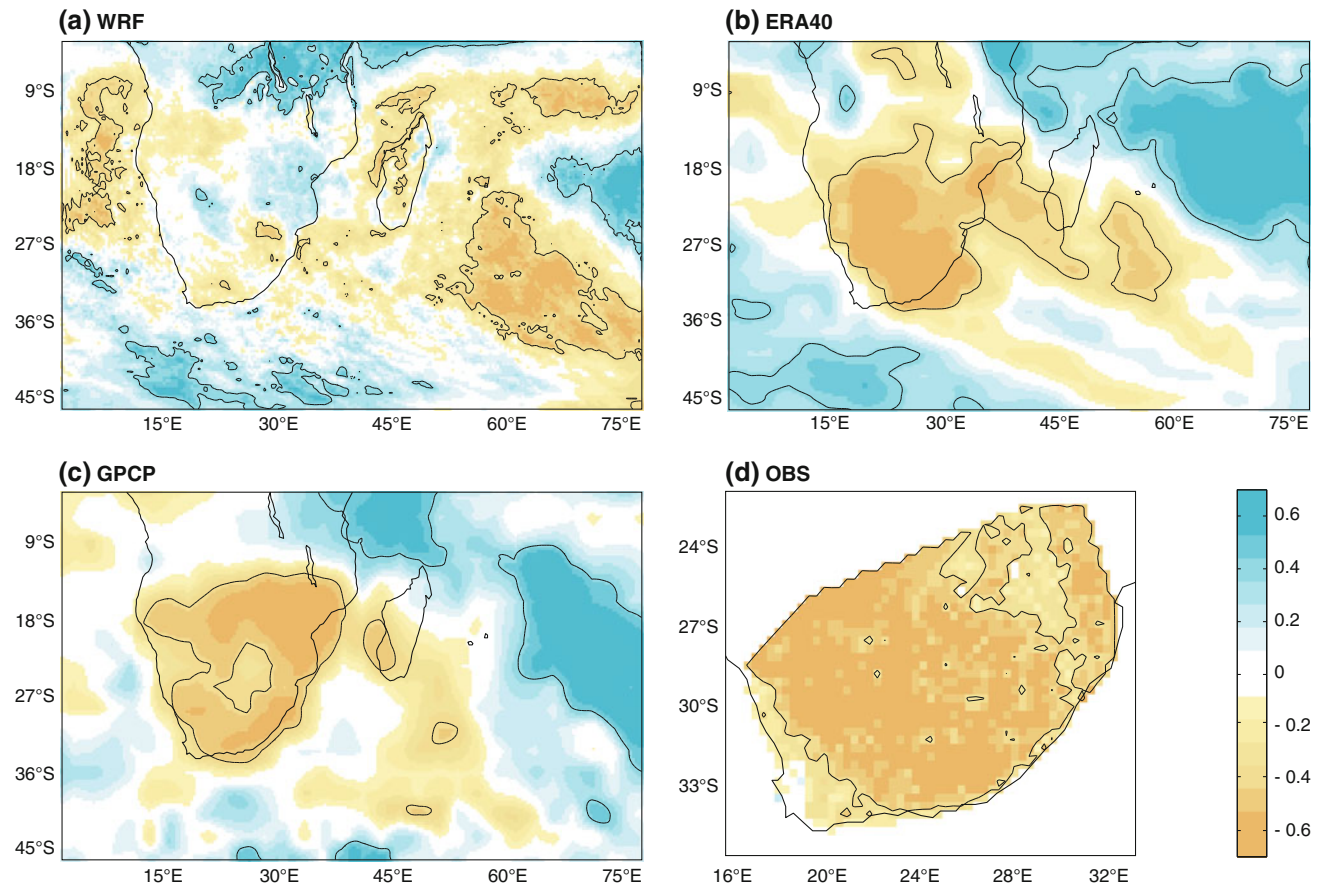 (a) WRF
9°S
18°S
27°S
36°S
45°S
15°E 30°E 45°E 60°E 75°E
(b) ERA40
9°S
18°S
27°S
36°S
45°S
15°E 30°E 45°E 60°E 75°E
(c) GPCP
9°S
18°S
27°S
36°S
45°S
15°E 30°E 45°E 60°E 75°E
(d) OBS
24°S
27°S
30°S
33°S
16°E 20°E 24°E 28°E 32°E
0.6
0.4
0.2
0
- 0.2
- 0.4
- 0.6